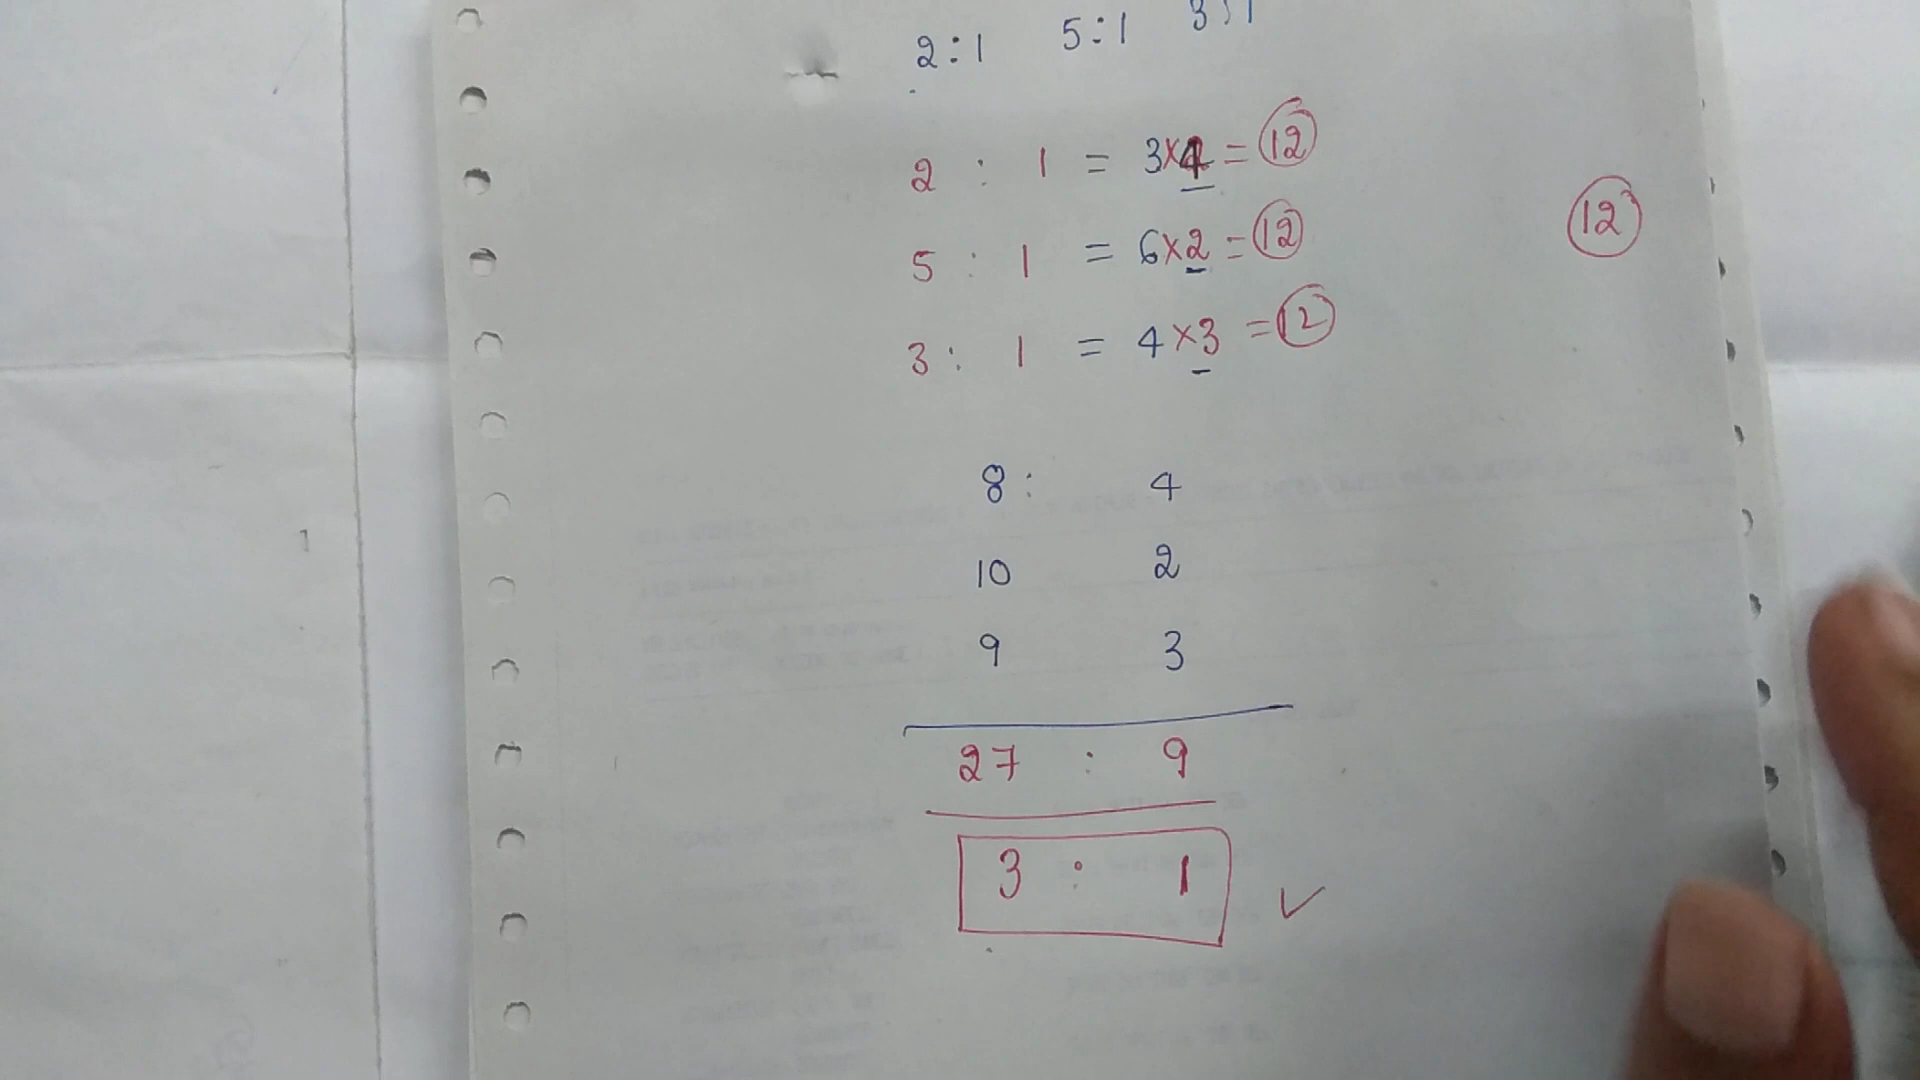 2:1 5:1 3:1
2 : 1 = 3×4 = 12
5 : 1 = 6×2 = 12
12
3 : 1 = 4×3 = 12
8: 4
10 2
9 3
27 : 9
3 : 1 ✓